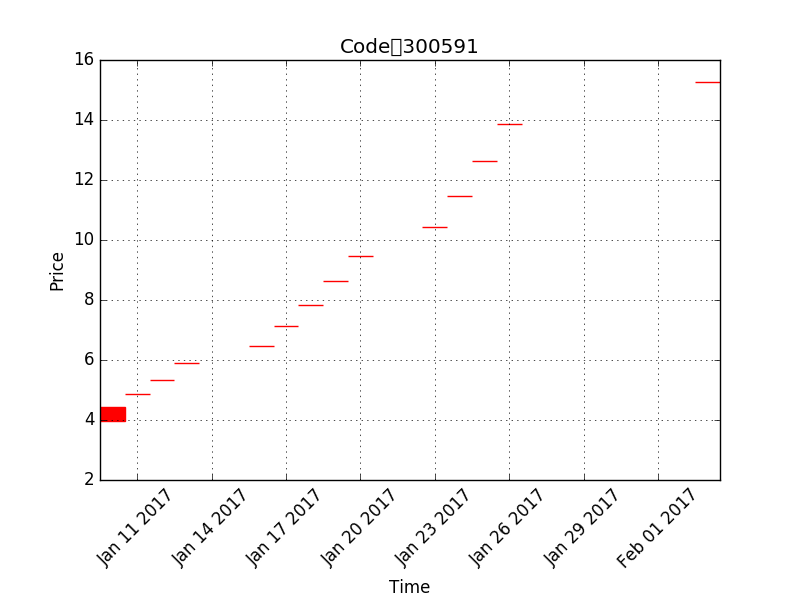 Code▯300591
16
14
12
10
8
6
4
2
Price
Jan 11 2017
Jan 14 2017
Jan 17 2017
Jan 20 2017
Jan 23 2017
Jan 26 2017
Jan 29 2017
Feb 01 2017
Time